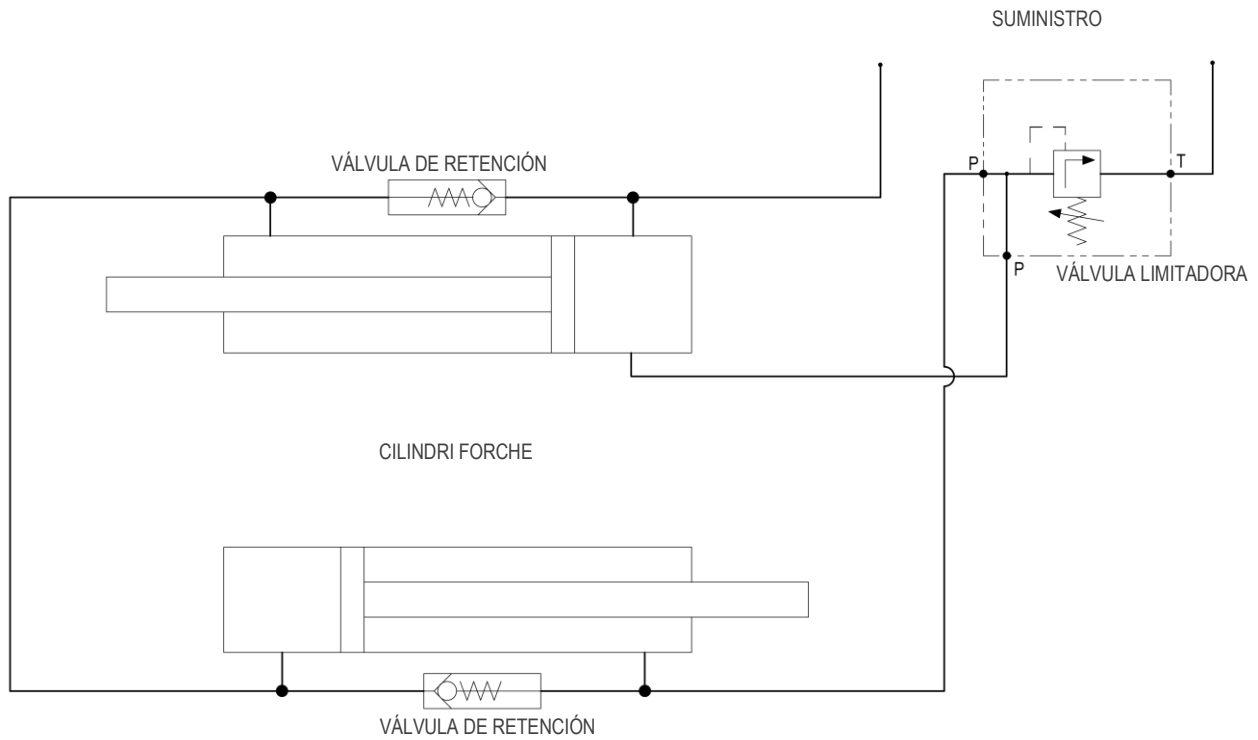 SUMINISTRO
VÁLVULA DE RETENCIÓN
P
T
P
VÁLVULA LIMITADORA
CILINDRI FORCHE
VÁLVULA DE RETENCIÓN